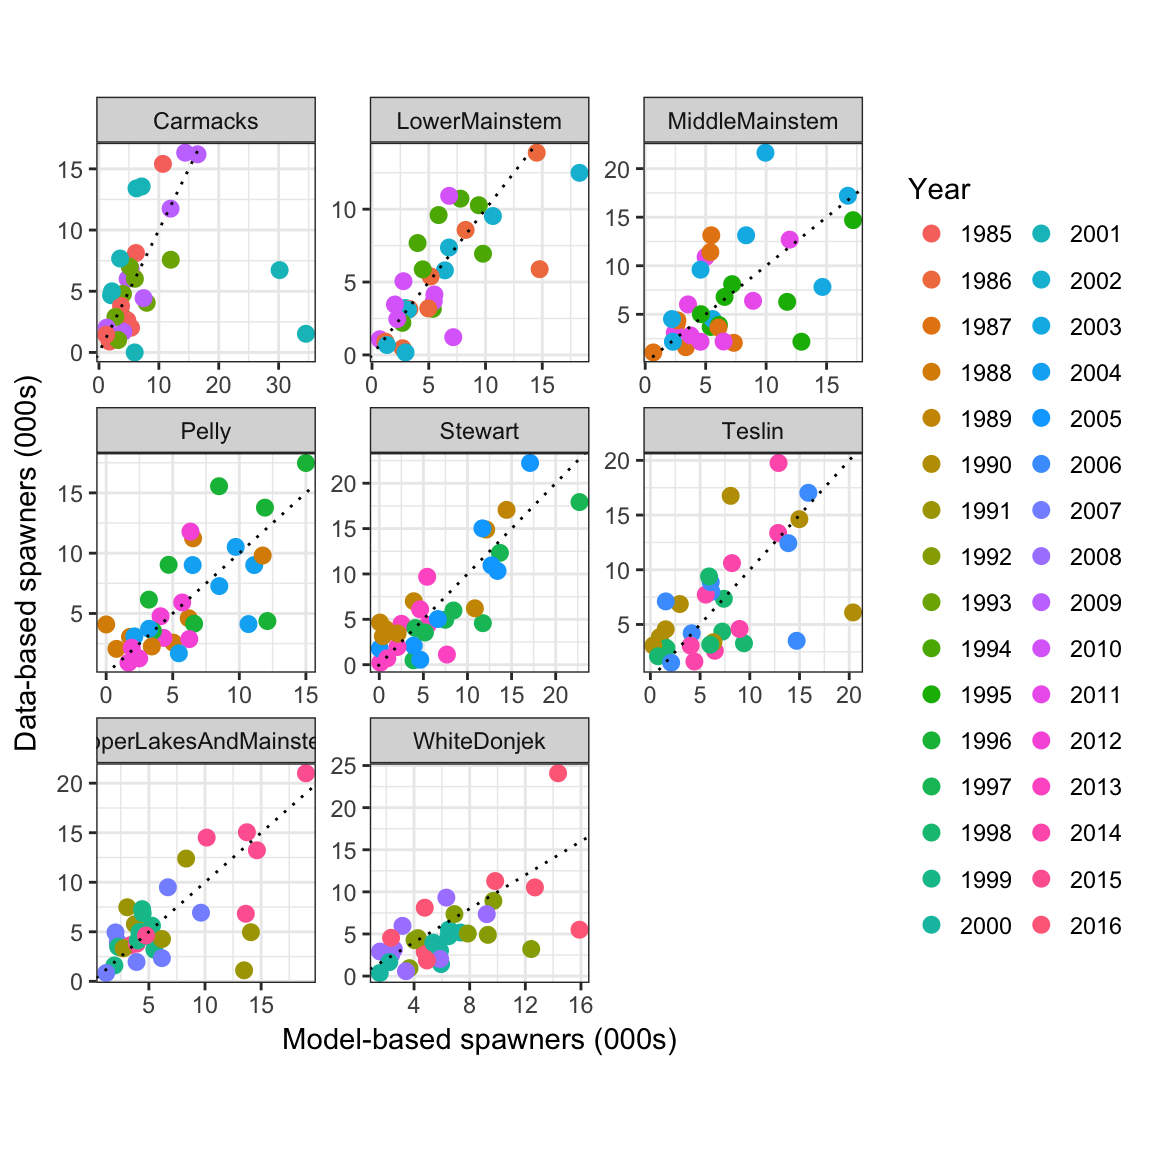 Carmacks
LowerMainstem
MiddleMainstem
15
10
5
0
10
5
0
20
15
10
5
0 10 20 30
0 5 10 15
0 5 10 15
Pelly
Stewart
Teslin
15
10
5
20
15
10
5
0
20
15
10
5
0 5 10 15
0 5 10 15 20
0 5 10 15 20
perLakesAndMainste
WhiteDonjek
20
15
10
5
0
25
20
15
10
5
0
5 10 15
4 8 12 16
Model-based spawners (000s)
Data-based spawners (000s)
Year
1985 2001
1986 2002
1987 2003
1988 2004
1989 2005
1990 2006
1991 2007
1992 2008
1993 2009
1994 2010
1995 2011
1996 2012
1997 2013
1998 2014
1999 2015
2000 2016